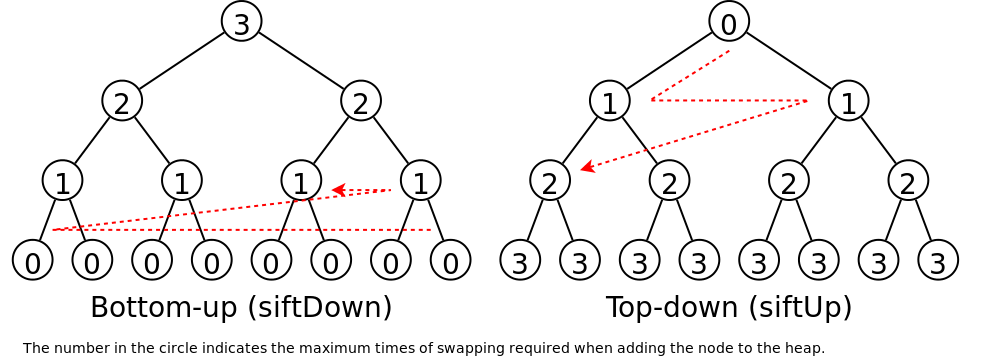 3 0
2 2 1 1
1 1 1 1 2 2 2 2
0 0 0 0 0 0 0 0 3 3 3 3 3 3 3 3
Bottom-up (siftDown) Top-down (siftUp)
The number in the circle indicates the maximum times of swapping required when adding the node to the heap.